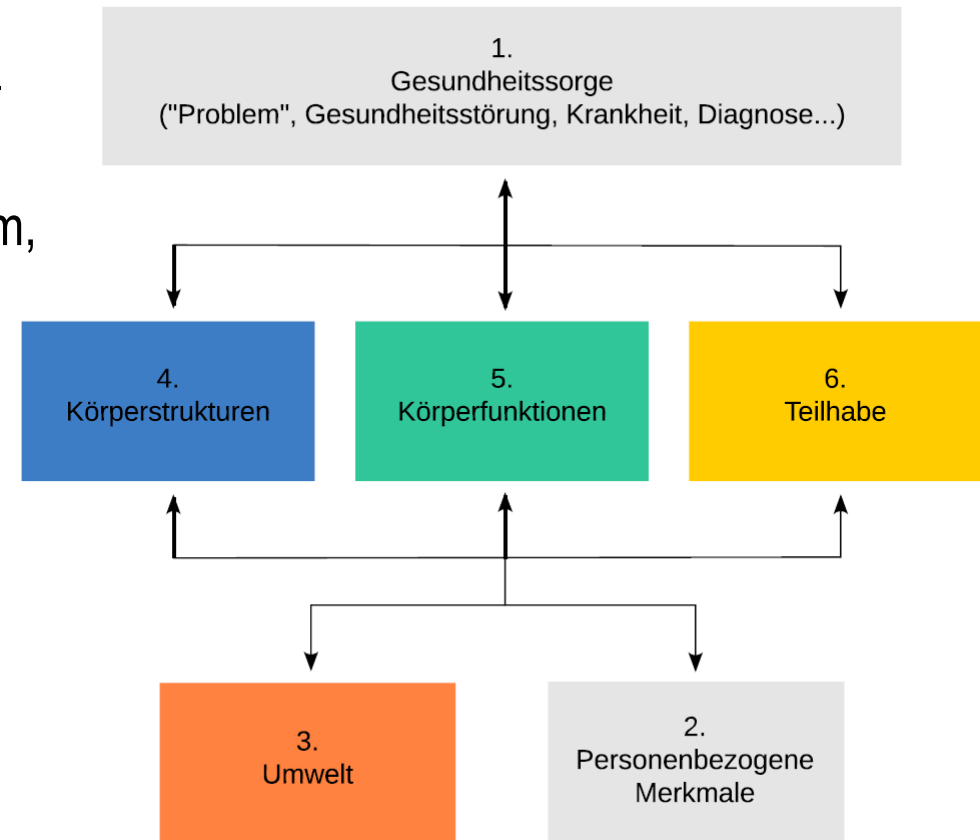 1.
Gesundheitssorge
("Problem", Gesundheitsstörung, Krankheit, Diagnose...)
m,
4.
Körperstrukturen
5.
Körperfunktionen
6.
Teilhabe
3.
Umwelt
2.
Personenbezogene
Merkmale